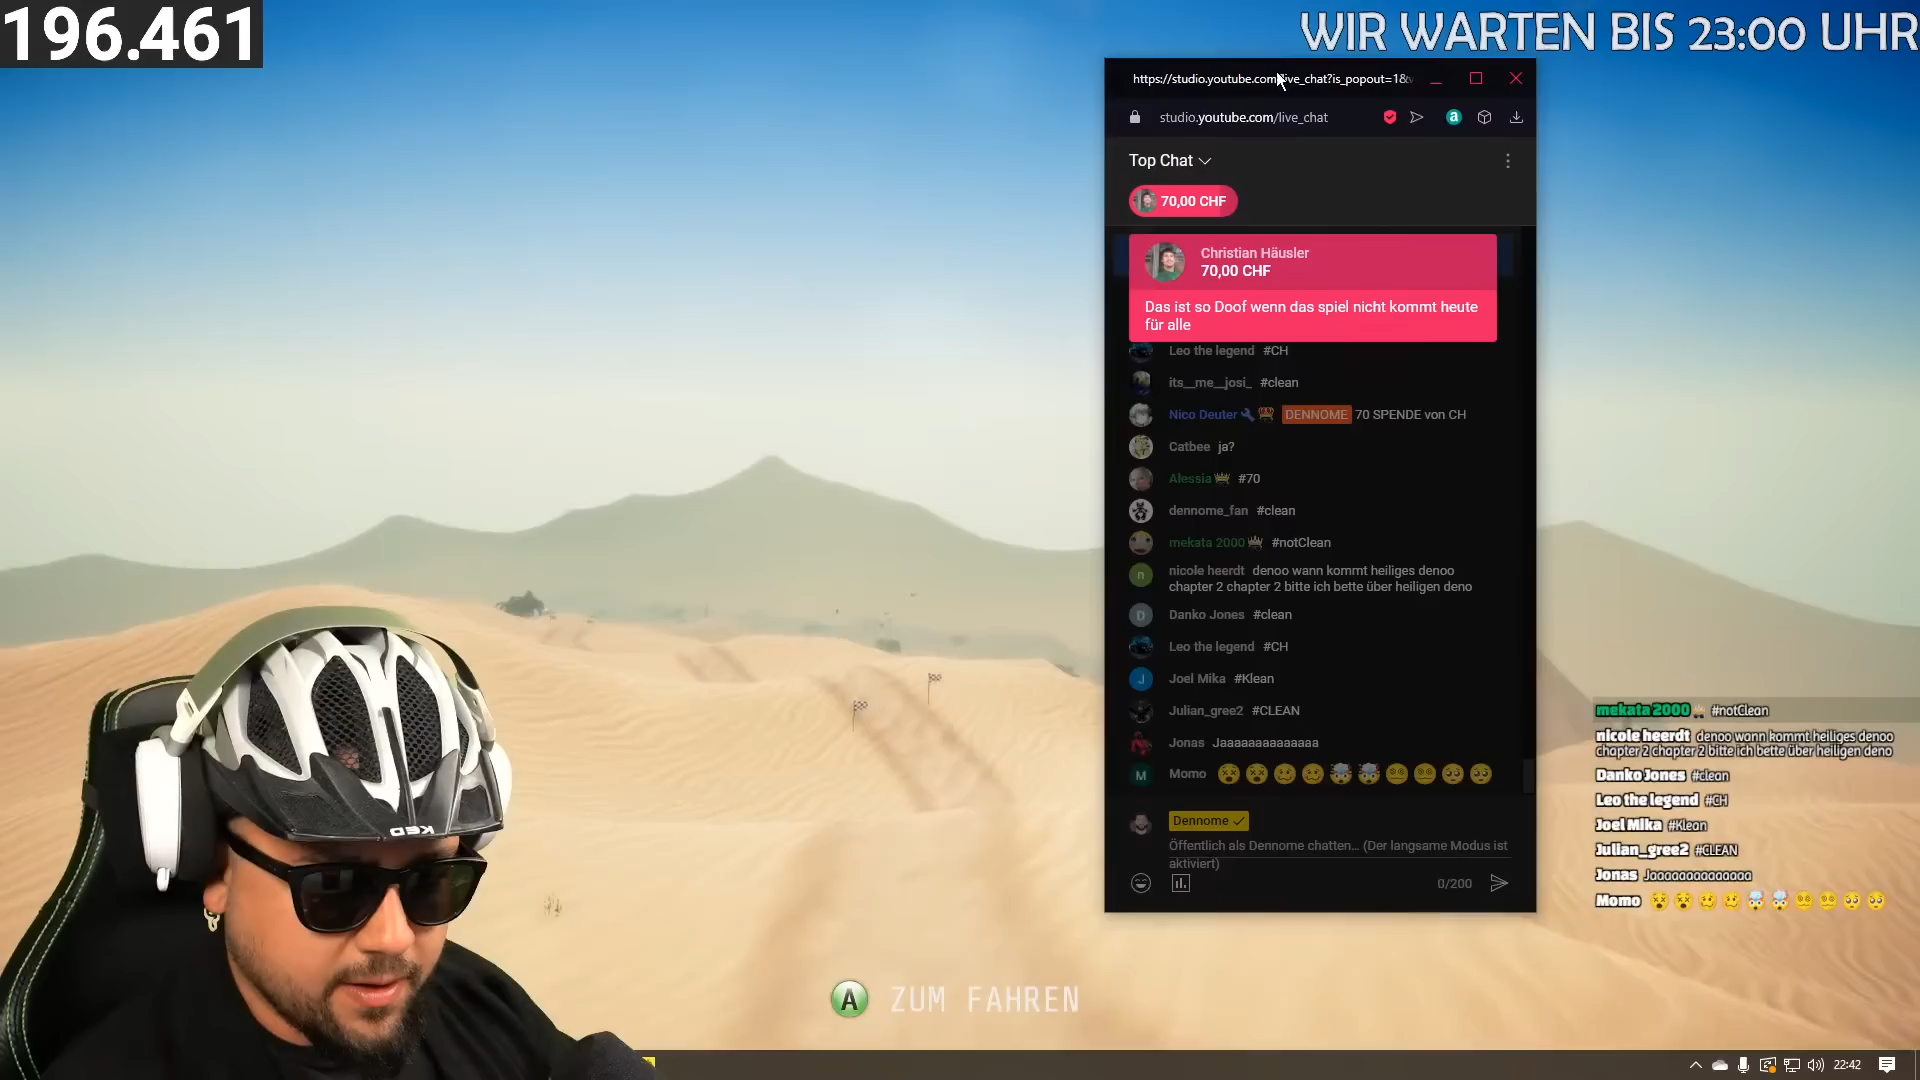 196.461
WIR WARTEN BIS 23:00 UHR
https://studio.youtube.com/live_chat?is_popout=1&
studio.youtube.com/live_chat
Top Chat
70,00 CHF
Christian Häusler
70,00 CHF
Das ist so Doof wenn das spiel nicht kommt heute
für alle
Leo the legend #CH
its__me__josi_ #clean
Nico Deuter DENNOME 70 SPENDE von CH
Catbee ja?
Alessia #70
dennome_fan #clean
mekata 2000 #notClean
n
nicole heerdt denoo wann kommt heiliges denoo
chapter 2 chapter 2 bitte ich bette über heiligen deno
D
Danko Jones #clean
Leo the legend #CH
J
Joel Mika #Klean
Julian_gree2 #CLEAN
Jonas Jaaaaaaaaaaaaaa
M
Momo 😵😵🥴🥴🤯🤯😵‍💫😵‍💫🥺🥺
Dennome
Öffentlich als Dennome chatten… (Der langsame Modus ist
aktiviert)
0/200
mekata 2000 #notClean
nicole heerdt denoo wann kommt heiliges denoo
chapter 2 chapter 2 bitte ich bette über heiligen deno
Danko Jones #clean
Leo the legend #CH
Joel Mika #Klean
Julian_gree2 #CLEAN
Jonas Jaaaaaaaaaaaaaa
Momo 😵😵🥴🥴🤯🤯😵‍💫😵‍💫🥺🥺
KED
A ZUM FAHREN
22:42